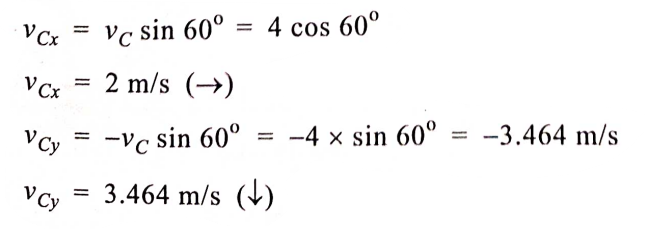 v_Cx = v_C sin 60° = 4 cos 60°
v_Cx = 2 m/s (→)
v_Cy = −v_C sin 60° = −4 × sin 60° = −3.464 m/s
v_Cy = 3.464 m/s (↓)